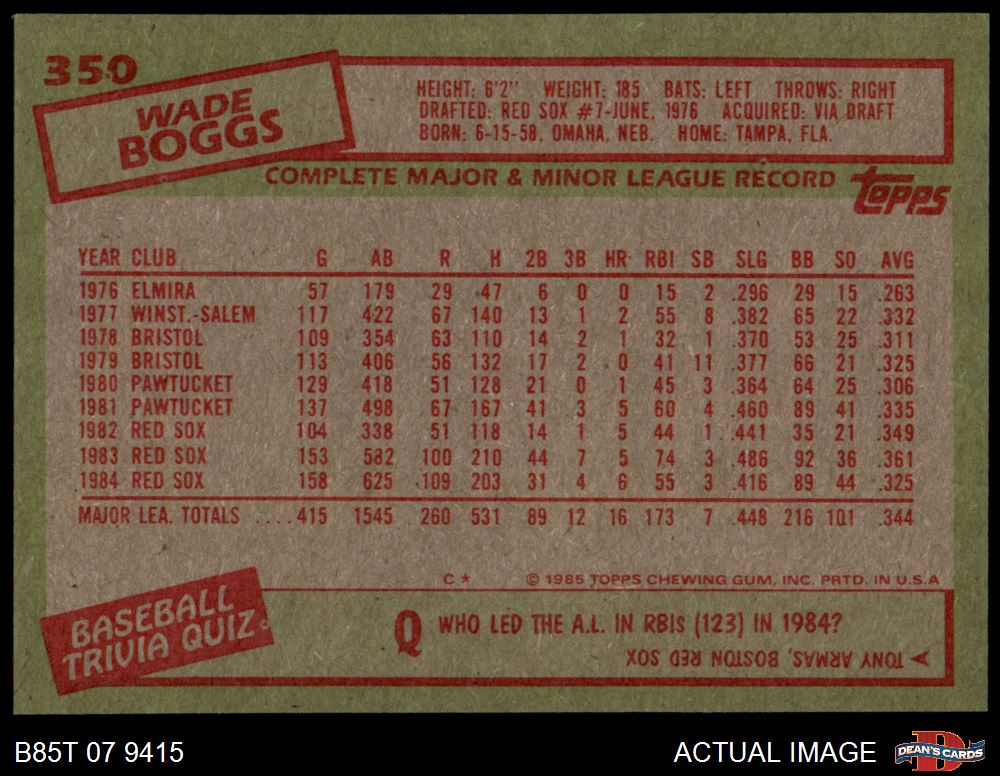 350
WADE
BOGGS
HEIGHT: 6'2" WEIGHT: 185 BATS: LEFT THROWS: RIGHT
DRAFTED: RED SOX #7-JUNE, 1976 ACQUIRED: VIA DRAFT
BORN: 6-15-58, OMAHA, NEB. HOME: TAMPA, FLA.
COMPLETE MAJOR & MINOR LEAGUE RECORD
topps
YEAR CLUB G AB R H 2B 3B HR RBI SB SLG BB SO AVG
1976 ELMIRA 57 179 29 47 6 0 0 15 2 .296 29 15 .263
1977 WINST.-SALEM 117 422 67 140 13 1 2 55 8 .382 65 22 .332
1978 BRISTOL 109 354 63 110 14 2 1 32 1 .370 53 25 .311
1979 BRISTOL 113 406 56 132 17 2 0 41 11 .377 66 21 .325
1980 PAWTUCKET 129 418 51 128 21 0 1 45 3 .364 64 25 .306
1981 PAWTUCKET 137 498 67 167 41 3 5 60 4 .460 89 41 .335
1982 RED SOX 104 338 51 118 14 1 5 44 1 .441 35 21 .349
1983 RED SOX 153 582 100 210 44 7 5 74 3 .486 92 36 .361
1984 RED SOX 158 625 109 203 31 4 6 55 3 .416 89 44 .325
MAJOR LEA. TOTALS ....415 1545 260 531 89 12 16 173 7 .448 216 101 .344
C * © 1985 TOPPS CHEWING GUM, INC. PRTD. IN U.S.A
BASEBALL
TRIVIA QUIZ
Q WHO LED THE A.L. IN RBIs (123) IN 1984?
TONY ARMAS, BOSTON RED SOX
B85T 07 9415
ACTUAL IMAGE
DEAN'S CARDS